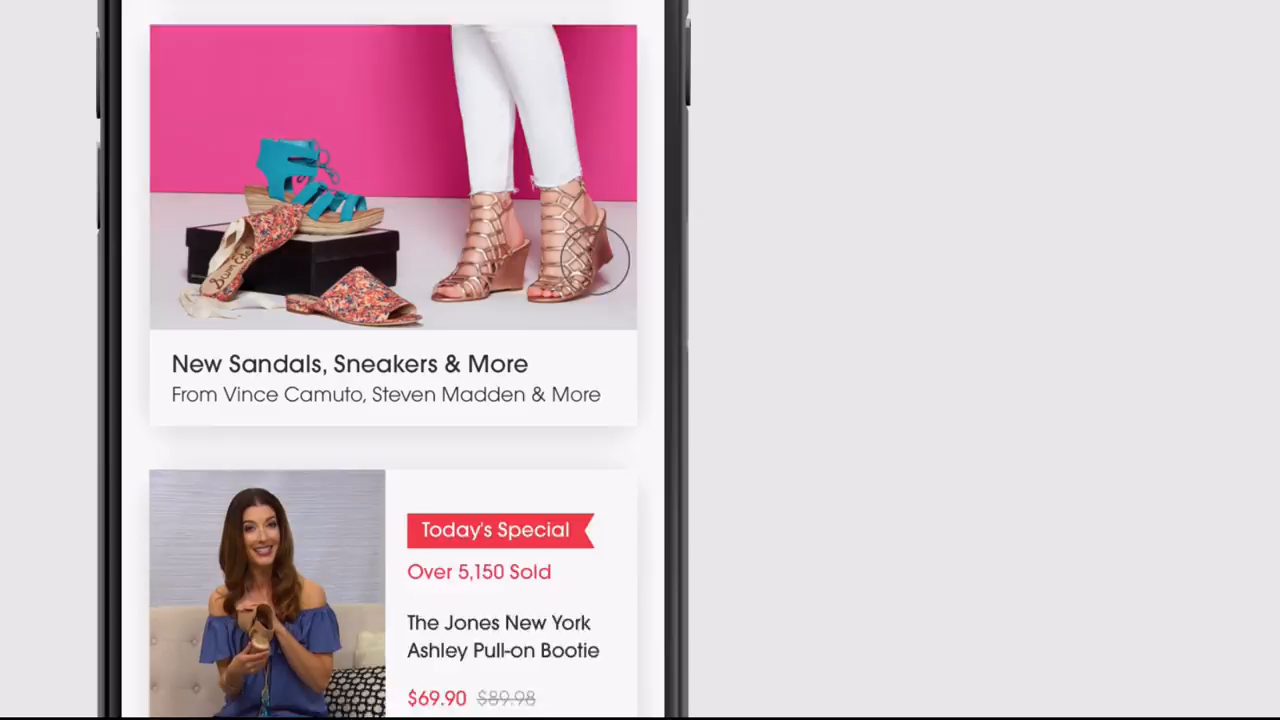 New Sandals, Sneakers & More
From Vince Camuto, Steven Madden & More
Today's Special
Over 5,150 Sold
The Jones New York
Ashley Pull-on Bootie
$69.90 $89.98